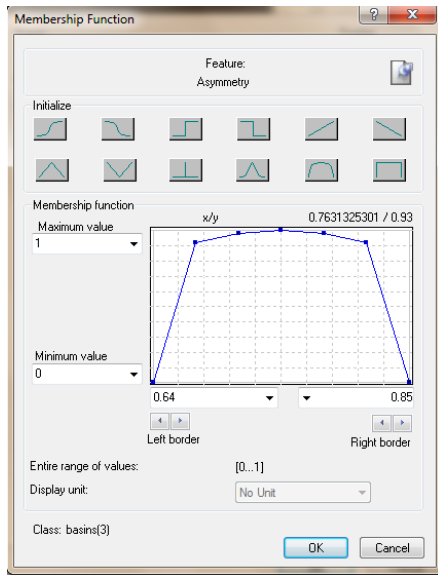 Membership Function
Feature:
Asymmetry
Initialize
Membership function
Maximum value
x/y
0.7631325301 / 0.93
1
Minimum value
0
0.64
0.85
Left border
Right border
Entire range of values:
[0...1]
Display unit:
No Unit
Class: basins(3)
OK
Cancel